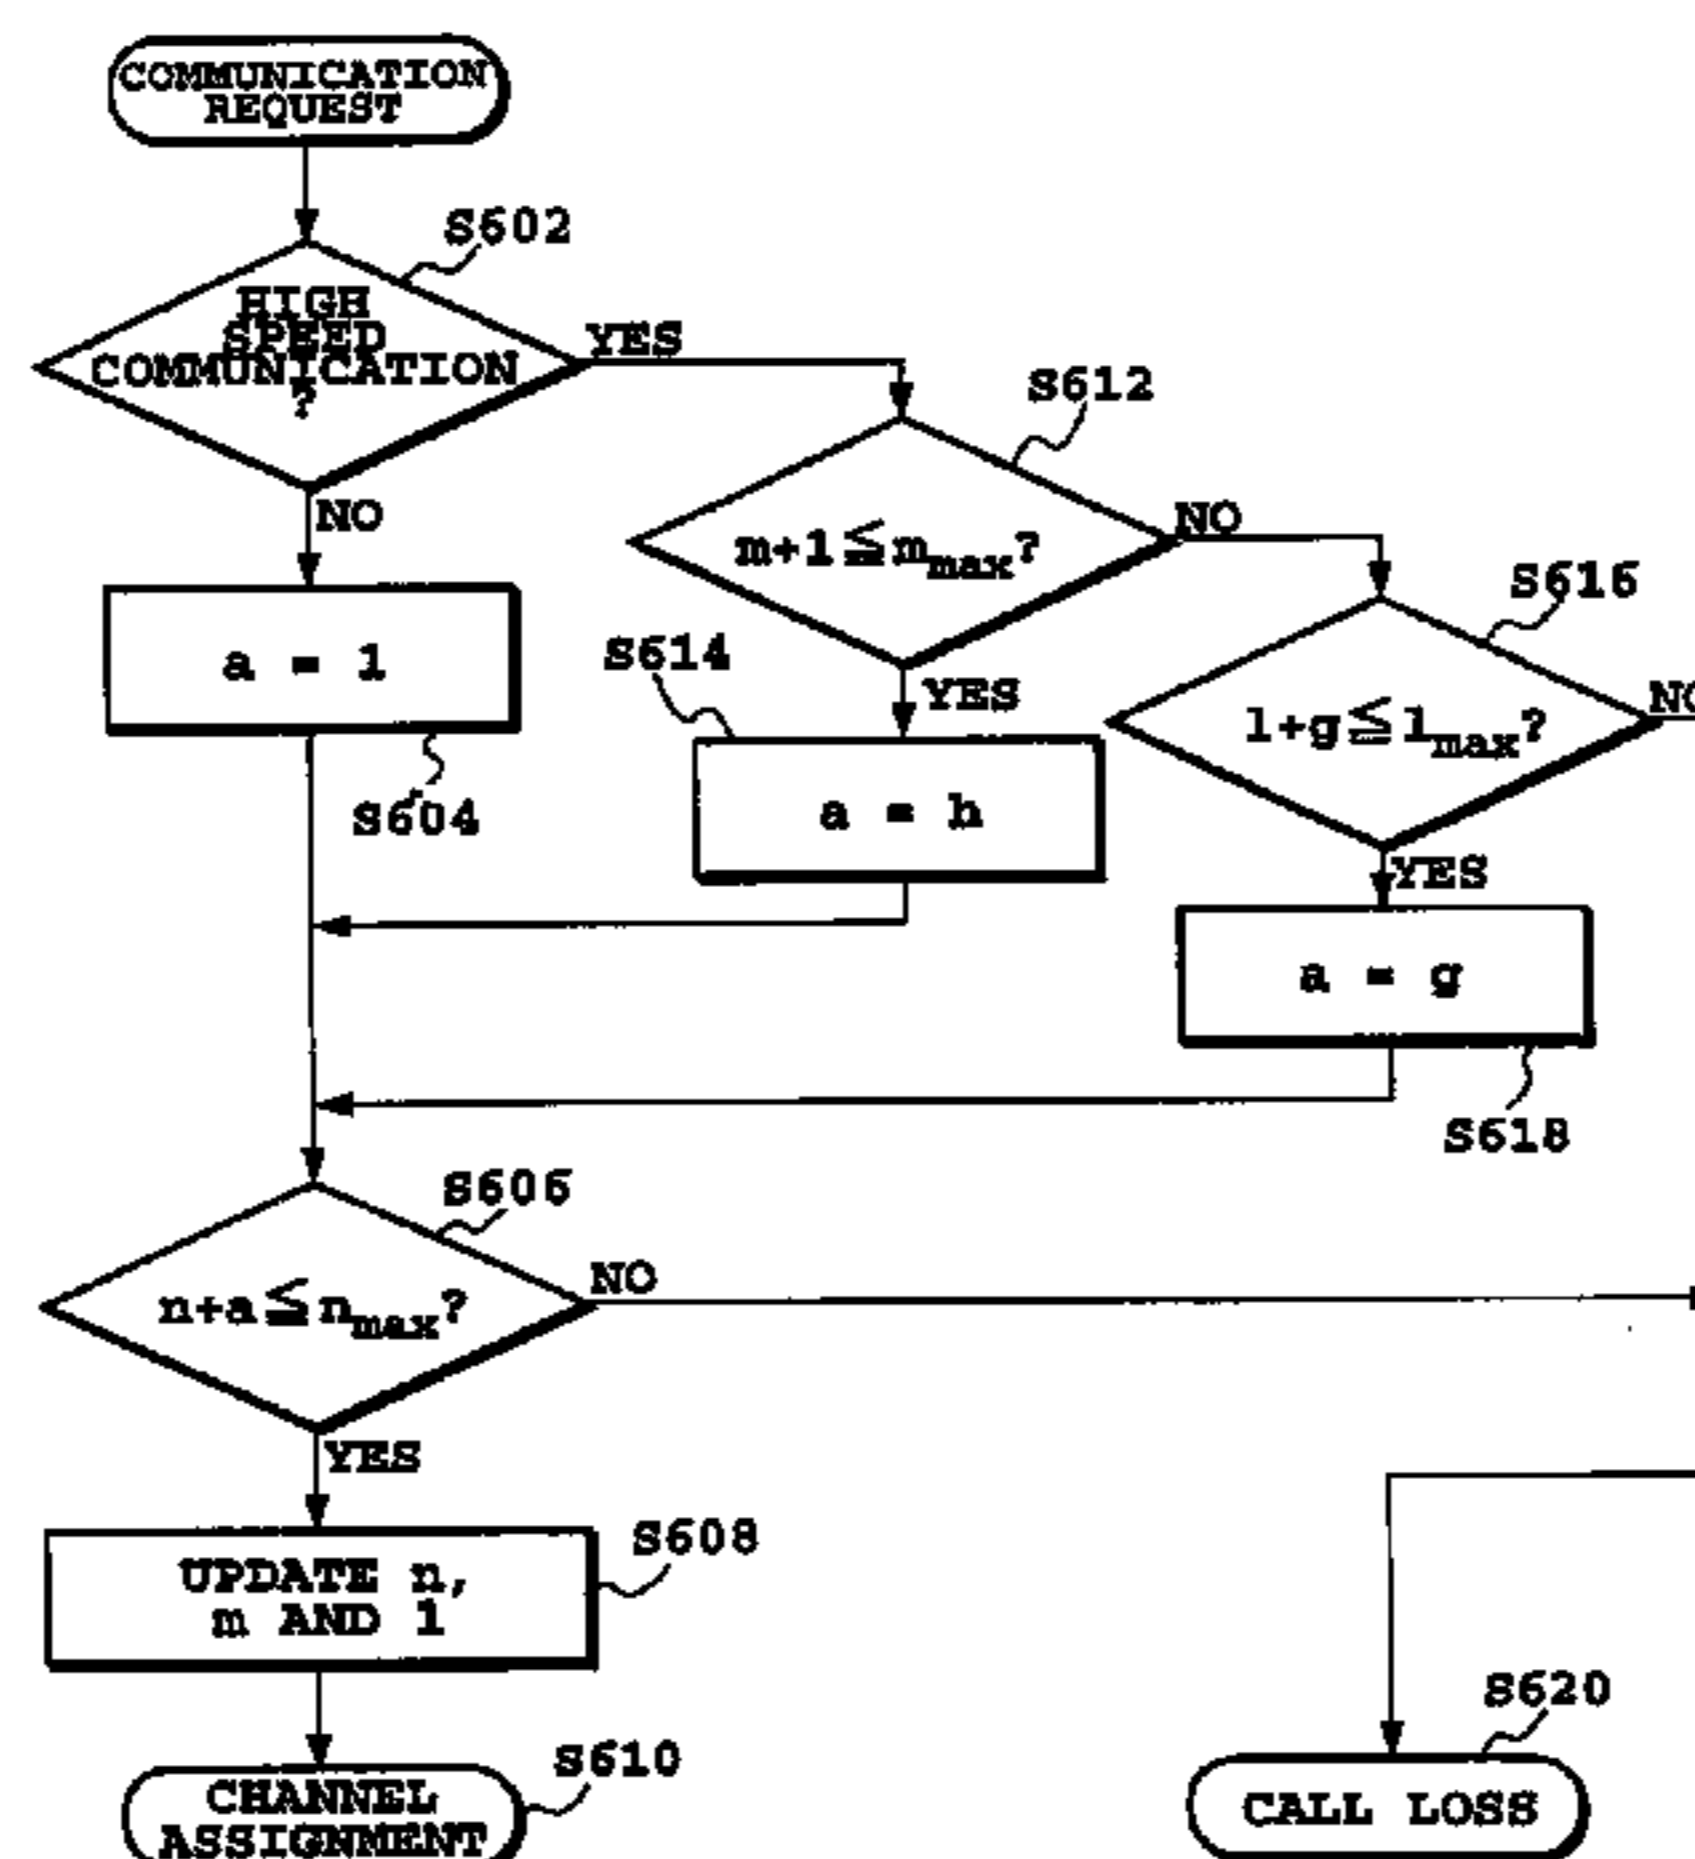 COMMUNICATION
REQUEST
S602
HIGH
SPEED
COMMUNICATION
?
YES
NO
S612
m+1≦mmax?
NO
YES
S616
l+g≦lmax?
NO
YES
a = 1
S604
S614
a = h
a = g
S618
S606
n+a≦nmax?
NO
YES
UPDATE n,
m AND l
S608
S610
CHANNEL
ASSIGNMENT
S620
CALL LOSS